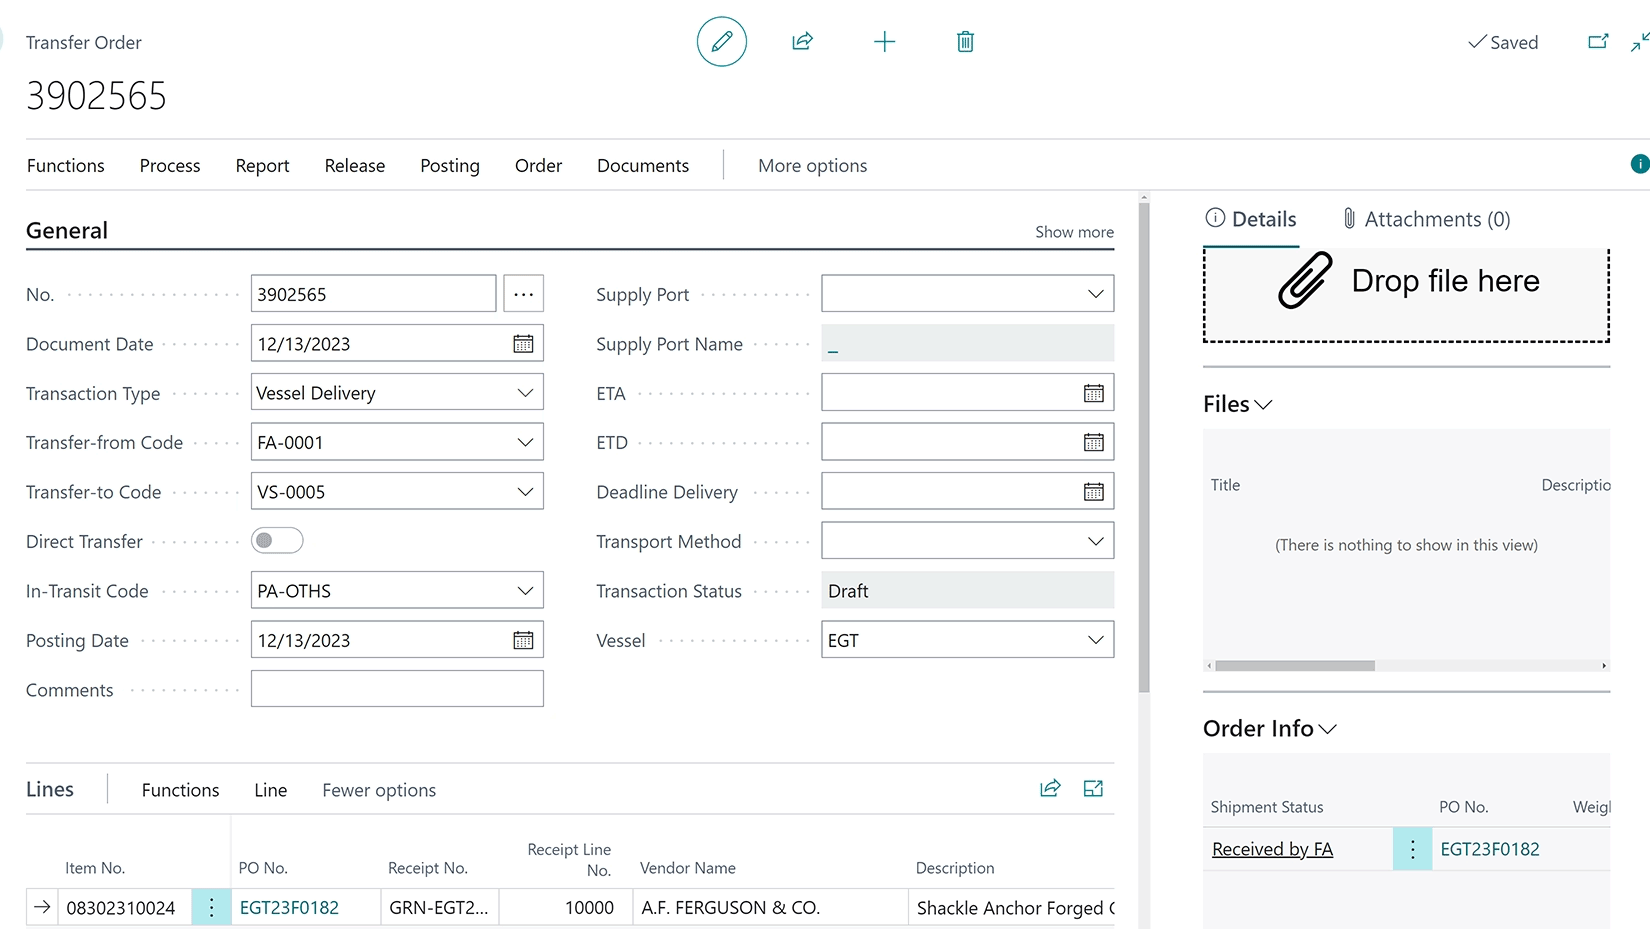 Transfer Order
Saved
3902565
Functions Process Report Release Posting Order Documents More options
General Show more
No. 3902565 ...
Document Date 12/13/2023
Transaction Type Vessel Delivery
Transfer-from Code FA-0001
Transfer-to Code VS-0005
Direct Transfer
In-Transit Code PA-OTHS
Posting Date 12/13/2023
Comments
Supply Port
Supply Port Name _
ETA
ETD
Deadline Delivery
Transport Method
Transaction Status Draft
Vessel EGT
Lines Functions Line Fewer options
Item No. PO No. Receipt No. Receipt Line No. Vendor Name Description
08302310024 EGT23F0182 GRN-EGT2... 10000 A.F. FERGUSON & CO. Shackle Anchor Forged
Details Attachments (0)
Drop file here
Files
Title Descriptio
(There is nothing to show in this view)
Order Info
Shipment Status PO No. Weigl
Received by FA EGT23F0182